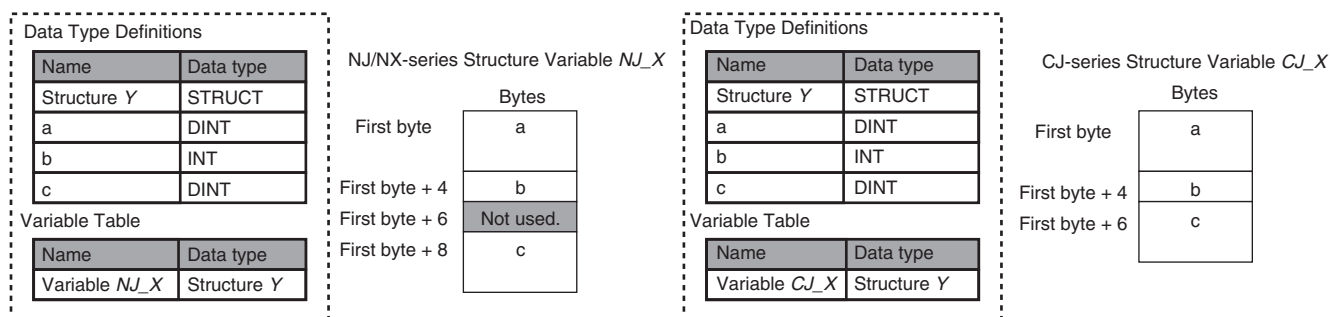 Data Type Definitions
Name Data type
Structure Y STRUCT
a DINT
b INT
c DINT
Variable Table
Name Data type
Variable NJ_X Structure Y
NJ/NX-series Structure Variable NJ_X
Bytes
First byte a
First byte + 4 b
First byte + 6 Not used.
First byte + 8 c
Data Type Definitions
Name Data type
Structure Y STRUCT
a DINT
b INT
c DINT
Variable Table
Name Data type
Variable CJ_X Structure Y
CJ-series Structure Variable CJ_X
Bytes
First byte a
First byte + 4 b
First byte + 6 c